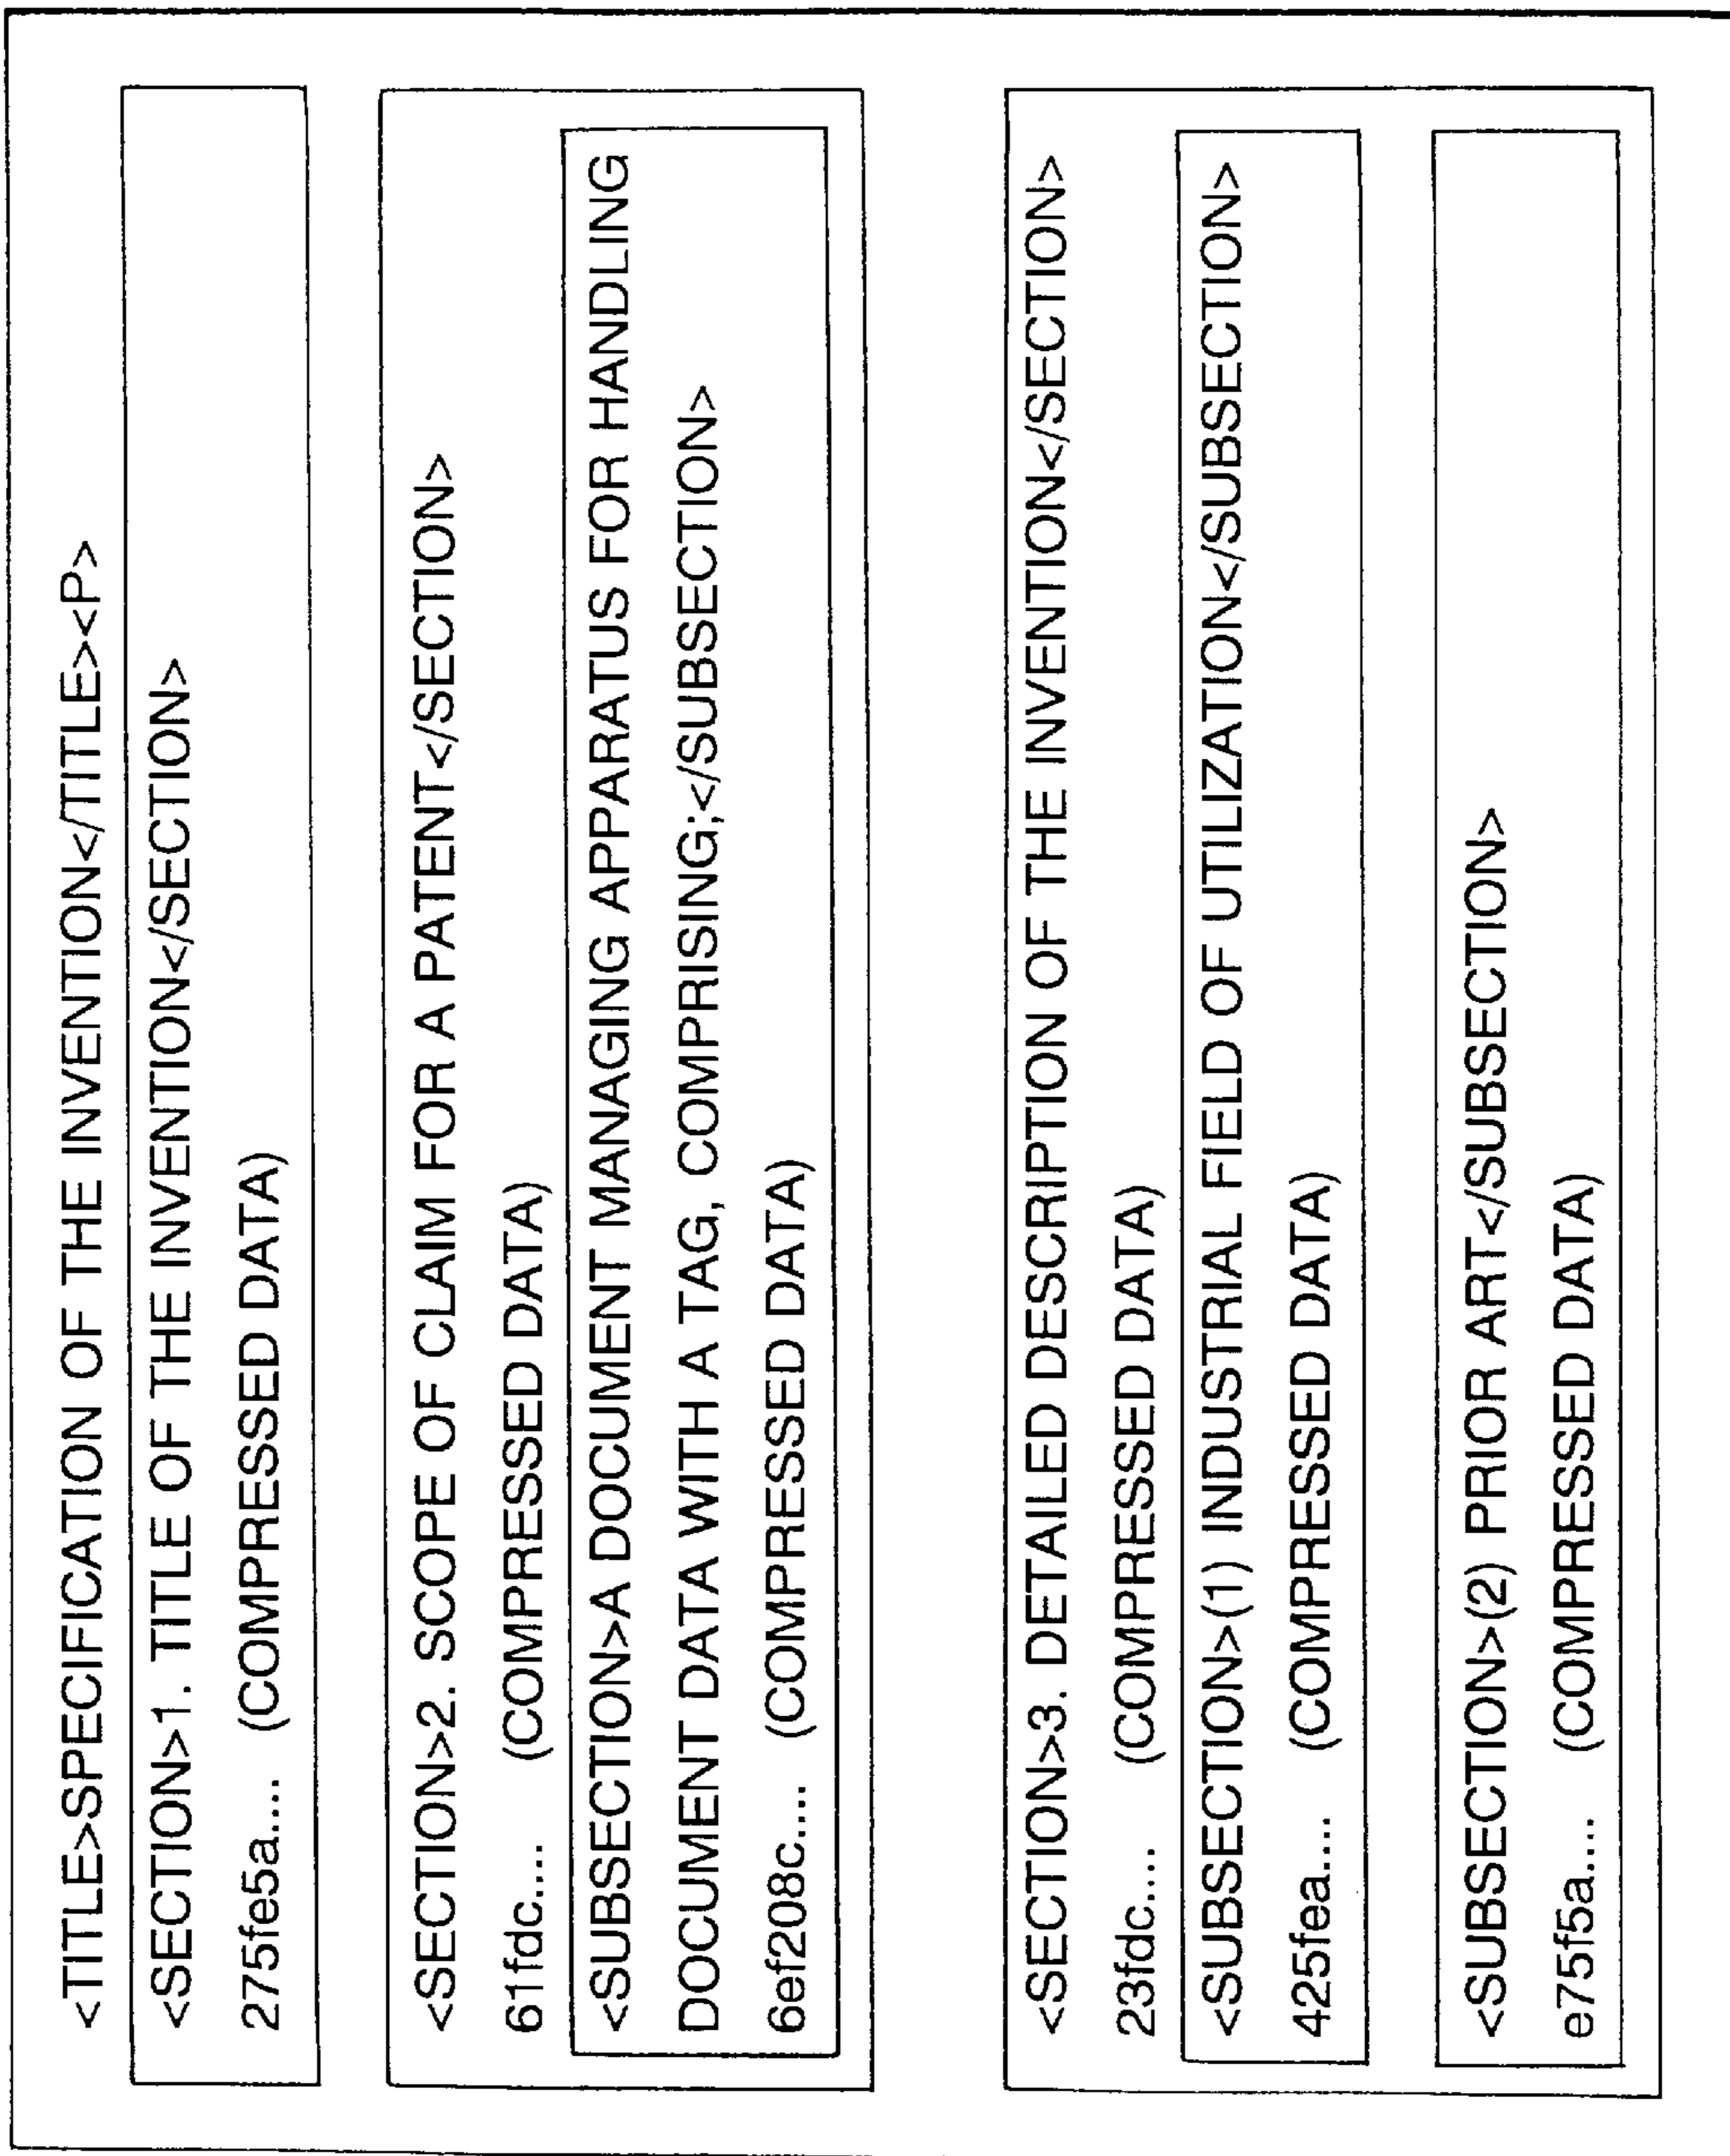 <TITLE>SPECIFICATION OF THE INVENTION</TITLE><P>
<SECTION>1. TITLE OF THE INVENTION</SECTION>
275fe5a.... (COMPRESSED DATA)
<SECTION>2. SCOPE OF CLAIM FOR A PATENT</SECTION>
61fdc.... (COMPRESSED DATA)
<SUBSECTION>A DOCUMENT MANAGING APPARATUS FOR HANDLING
DOCUMENT DATA WITH A TAG, COMPRISING;</SUBSECTION>
6ef208c.... (COMPRESSED DATA)
<SECTION>3. DETAILED DESCRIPTION OF THE INVENTION</SECTION>
23fdc.... (COMPRESSED DATA)
<SUBSECTION>(1) INDUSTRIAL FIELD OF UTILIZATION</SUBSECTION>
425fea.... (COMPRESSED DATA)
<SUBSECTION>(2) PRIOR ART</SUBSECTION>
e75f5a.... (COMPRESSED DATA)